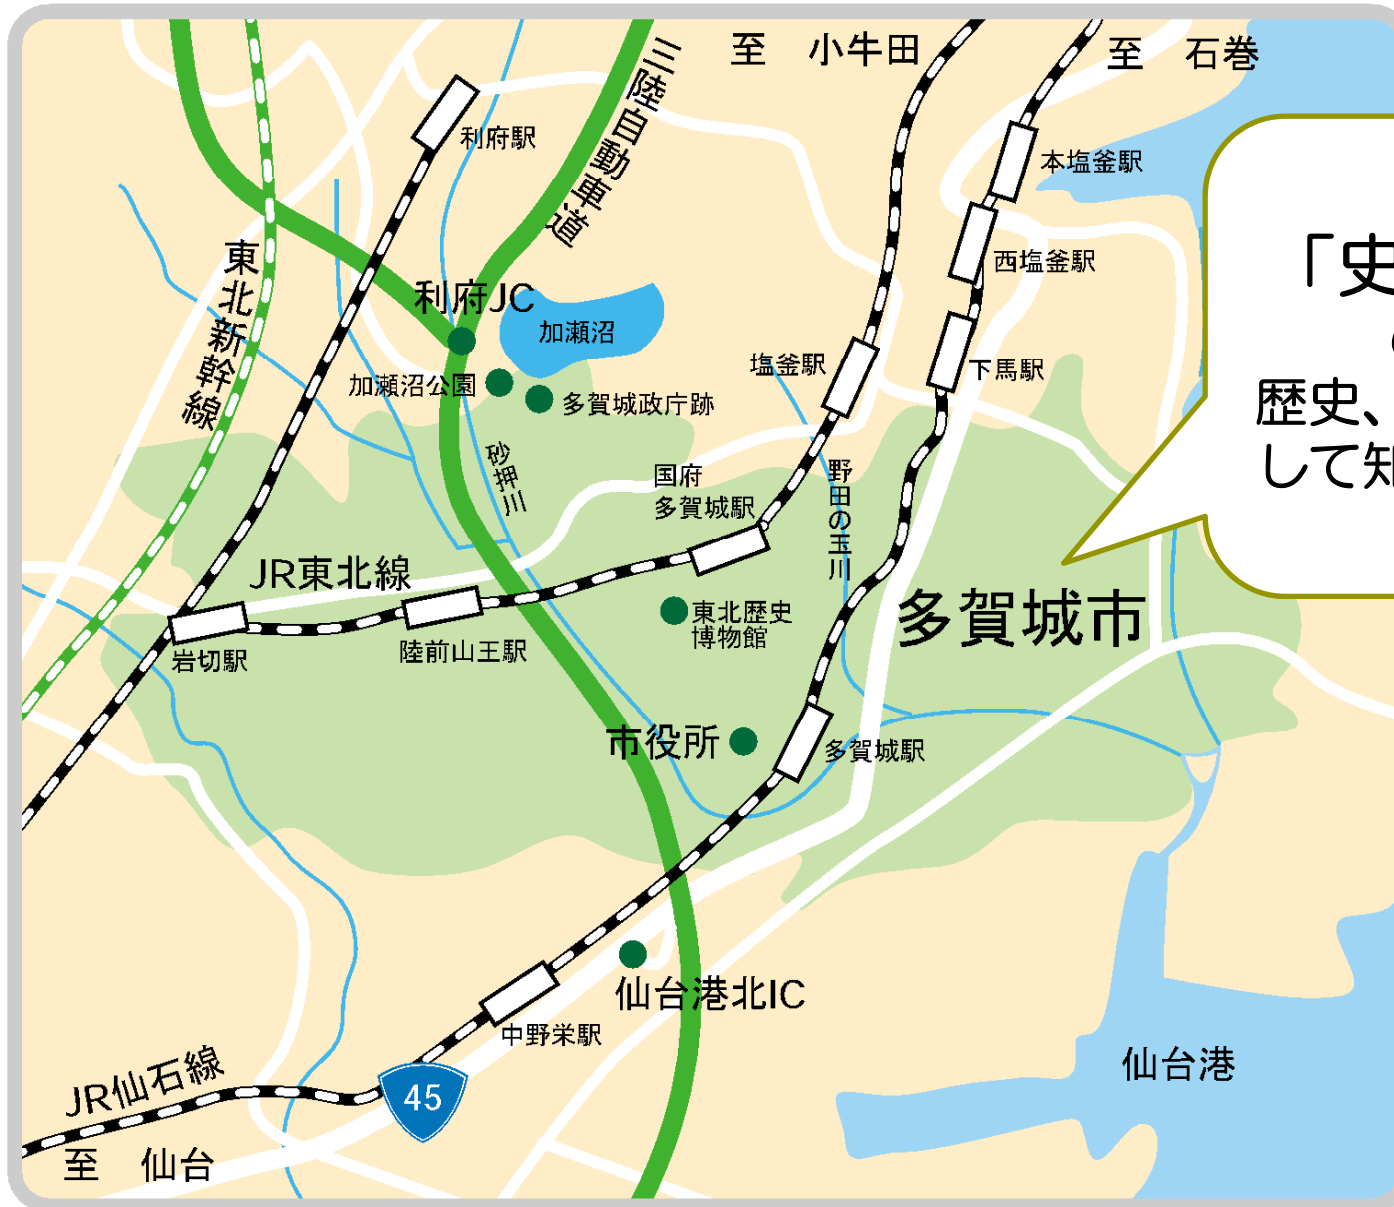 至　小牛田
至　石巻
三陸自動車道
利府駅
本塩釜駅
西塩釜駅
東北新幹線
利府JC
加瀬沼
塩釜駅
下馬駅
加瀬沼公園
多賀城政庁跡
「史
歴史、
して知
砂押川
国府
多賀城駅
野田の玉川
JR東北線
多賀城市
東北歴史
博物館
岩切駅
陸前山王駅
市役所
多賀城駅
仙台港北IC
中野栄駅
仙台港
JR仙石線
45
至　仙台